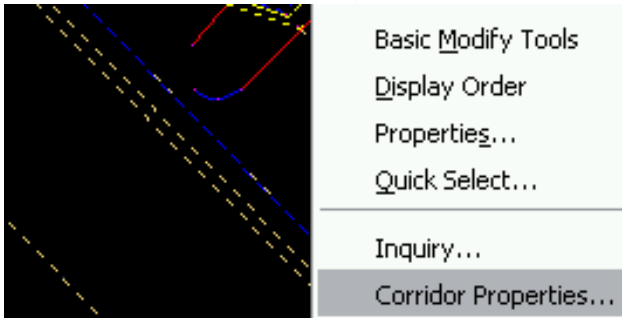 Basic Modify Tools
Display Order
Properties...
Quick Select...
Inquiry...
Corridor Properties...